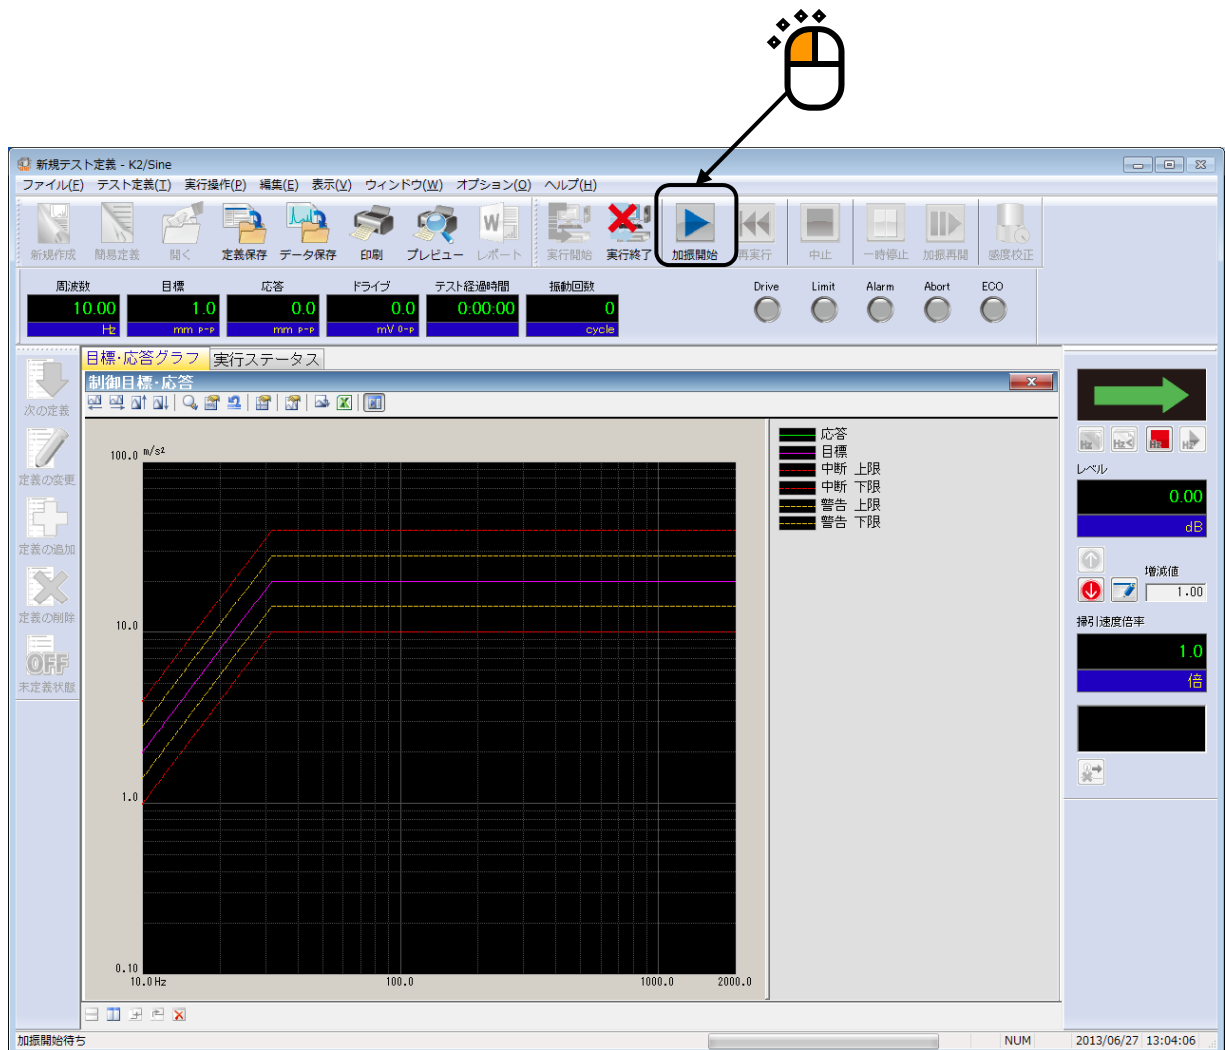 新規テスト定義 - K2/Sine
ファイル(F) テスト定義(T) 実行操作(P) 編集(E) 表示(V) ウィンドウ(W) オプション(O) ヘルプ(H)
新規作成 簡易定義 開く 定義保存 データ保存 印刷 プレビュー レポート 実行開始 実行終了 加振開始 再実行 中止 一時停止 加振再開 感度校正
周波数 目標 応答 ドライブ テスト経過時間 振動回数 Drive Limit Alarm Abort ECO
10.00 1.0 0.0 0.0 0:00:00 0
Hz mm p-p mm p-p mV 0-p cycle
目標・応答グラフ 実行ステータス
制御目標・応答
次の定義
定義の変更
定義の追加
定義の削除
OFF
未定義状態
m/s²
100.0
10.0
1.0
0.10
10.0 Hz 100.0 1000.0 2000.0
応答
目標
中断 上限
中断 下限
警告 上限
警告 下限
レベル
0.00
dB
増減値
1.00
掃引速度倍率
1.0
倍
加振開始待ち NUM 2013/06/27 13:04:06